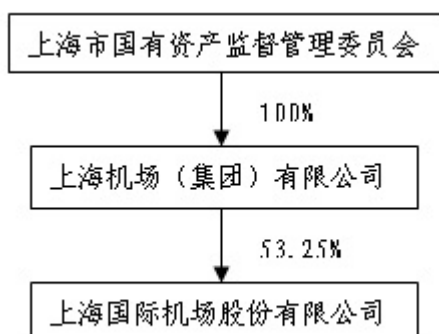 上海市国有资产监督管理委员会
100%
上海机场（集团）有限公司
53.25%
上海国际机场股份有限公司